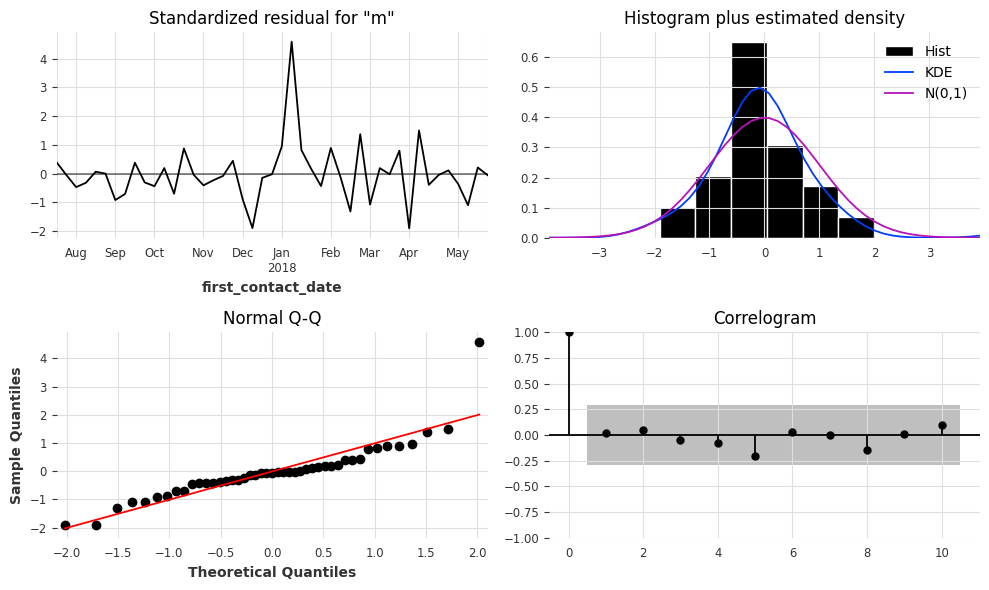 Standardized residual for "m"
4
3
2
1
0
−1
−2
Aug Sep Oct Nov Dec Jan Feb Mar Apr May
2018
first_contact_date
Histogram plus estimated density
0.6
0.5
0.4
0.3
0.2
0.1
0.0
−3 −2 −1 0 1 2 3
Hist
KDE
N(0,1)
Normal Q-Q
Sample Quantiles
4
3
2
1
0
−1
−2
−2.0 −1.5 −1.0 −0.5 0.0 0.5 1.0 1.5 2.0
Theoretical Quantiles
Correlogram
1.00
0.75
0.50
0.25
0.00
−0.25
−0.50
−0.75
−1.00
0 2 4 6 8 10